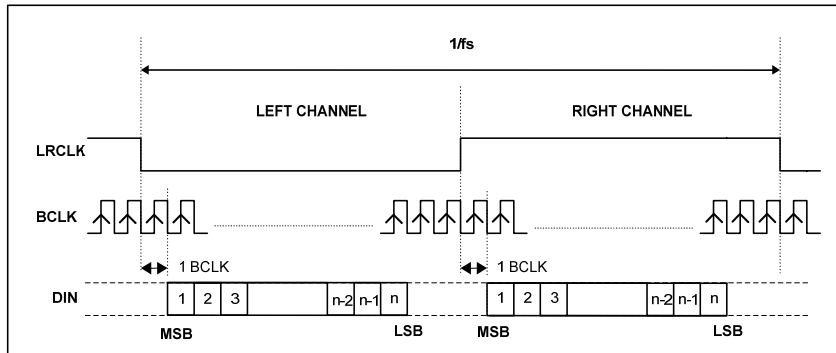 1/fs
LEFT CHANNEL RIGHT CHANNEL
LRCLK
BCLK
1 BCLK 1 BCLK
DIN 1 2 3 n-2 n-1 n 1 2 3 n-2 n-1 n
MSB LSB MSB LSB